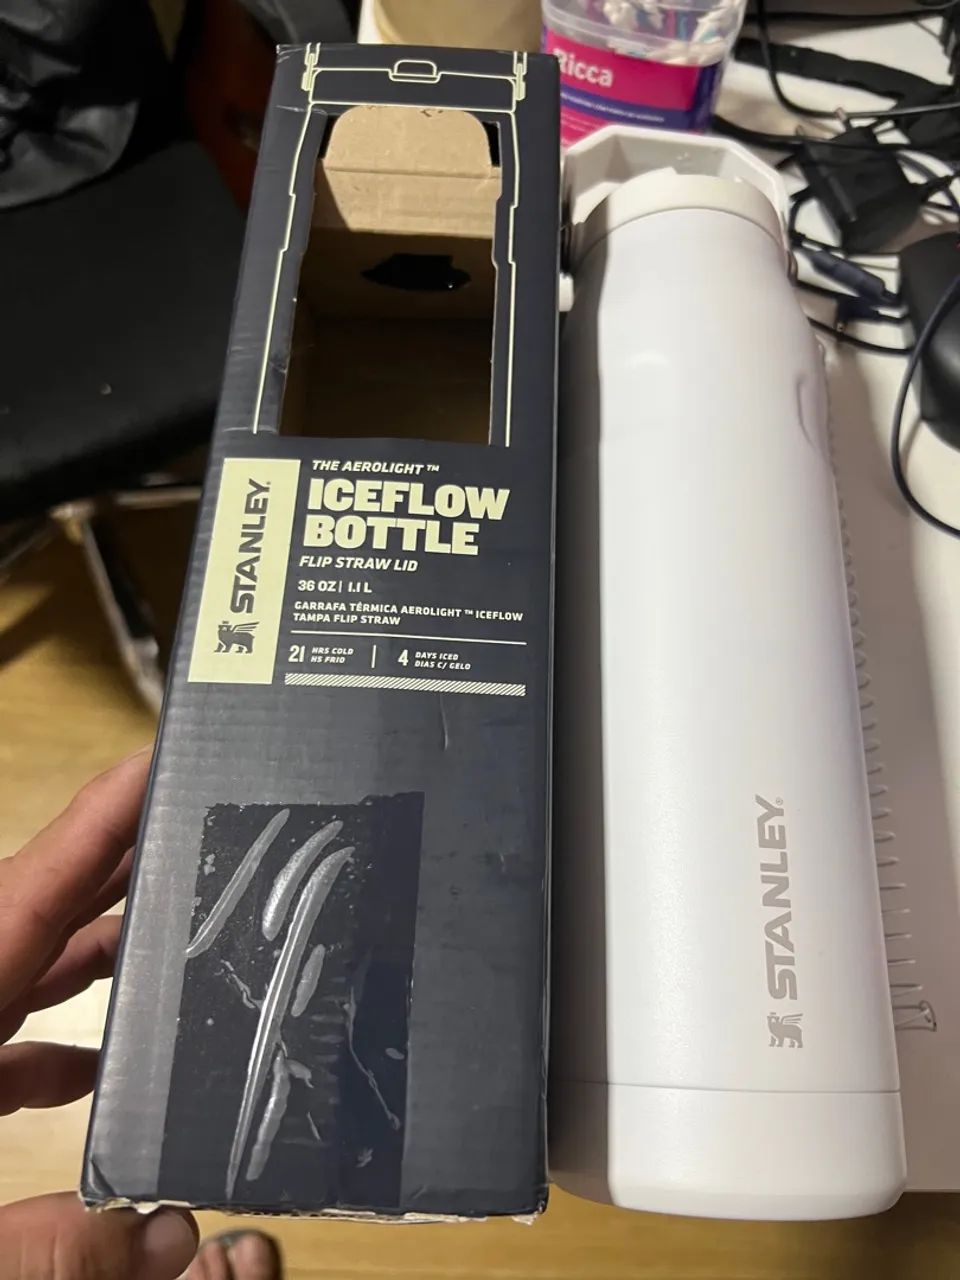 Ricca
THE AEROLIGHT™
ICEFLOW
BOTTLE
FLIP STRAW LID
36 OZ | 1.1 L
GARRAFA TÉRMICA AEROLIGHT™ ICEFLOW
TAMPA FLIP STRAW
21 HRS COLD
HS FRIO
4 DAYS ICED
DIAS C/ GELO
STANLEY®
STANLEY®